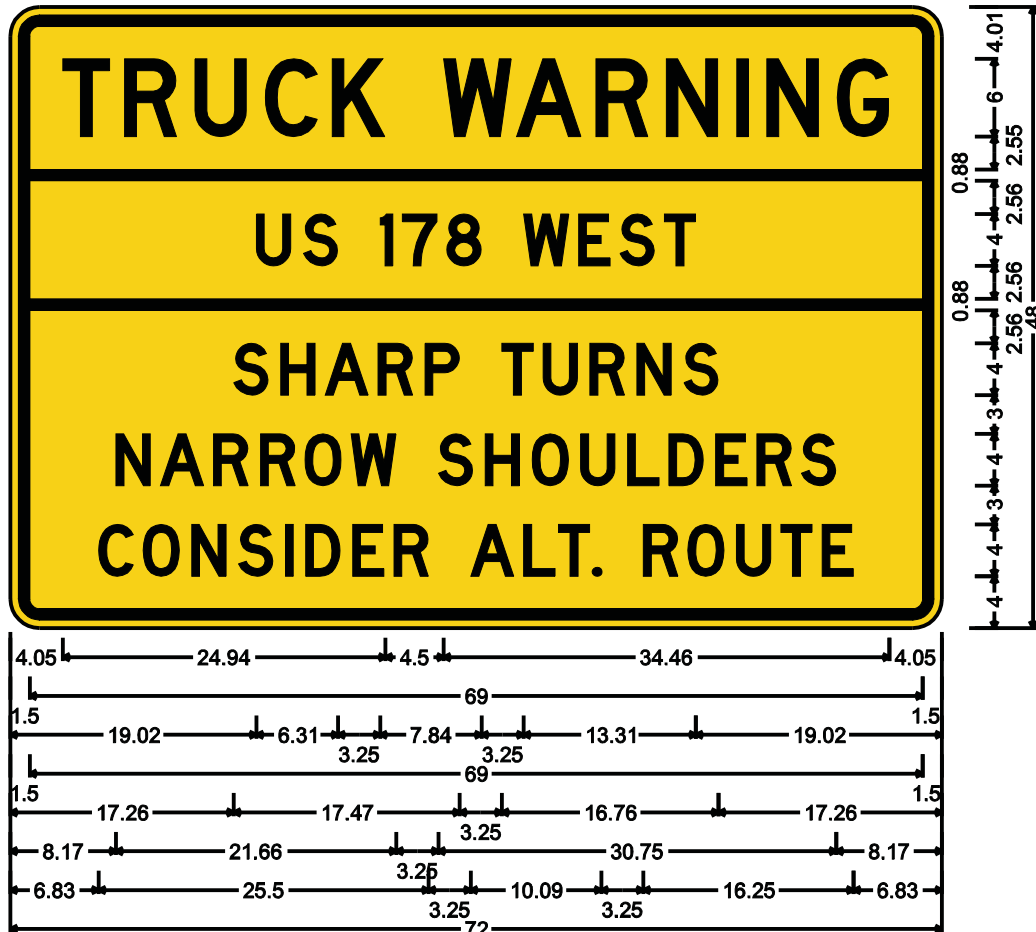 TRUCK WARNING
US 178 WEST
SHARP TURNS
NARROW SHOULDERS
CONSIDER ALT. ROUTE
4.01
6
2.55
0.88
2.56
4
2.56
0.88
2.56
4
3
4
3
4
4
48
4.05 24.94 4.5 34.46 4.05
69
1.5 1.5
19.02 6.31 3.25 7.84 3.25 13.31 19.02
69
1.5 1.5
17.26 17.47 3.25 16.76 17.26
8.17 21.66 3.25 30.75 8.17
6.83 25.5 3.25 10.09 3.25 16.25 6.83
72